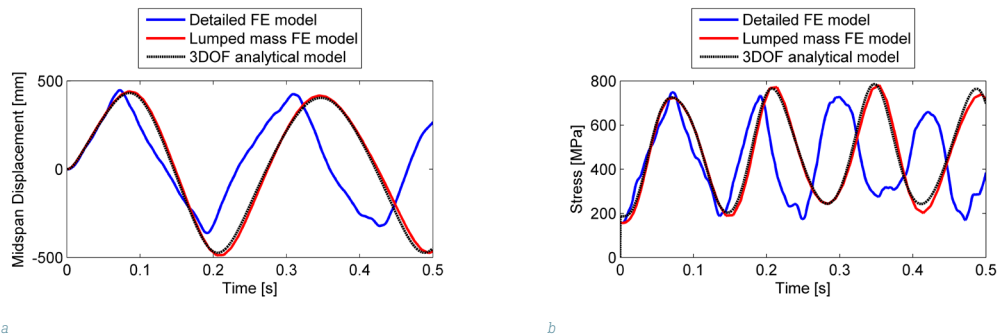 Detailed FE model
Lumped mass FE model
3DOF analytical model
Midspan Displacement [mm]
500
0
-500
0 0.1 0.2 0.3 0.4 0.5
Time [s]
a
Detailed FE model
Lumped mass FE model
3DOF analytical model
Stress [MPa]
800
600
400
200
0
0 0.1 0.2 0.3 0.4 0.5
Time [s]
b